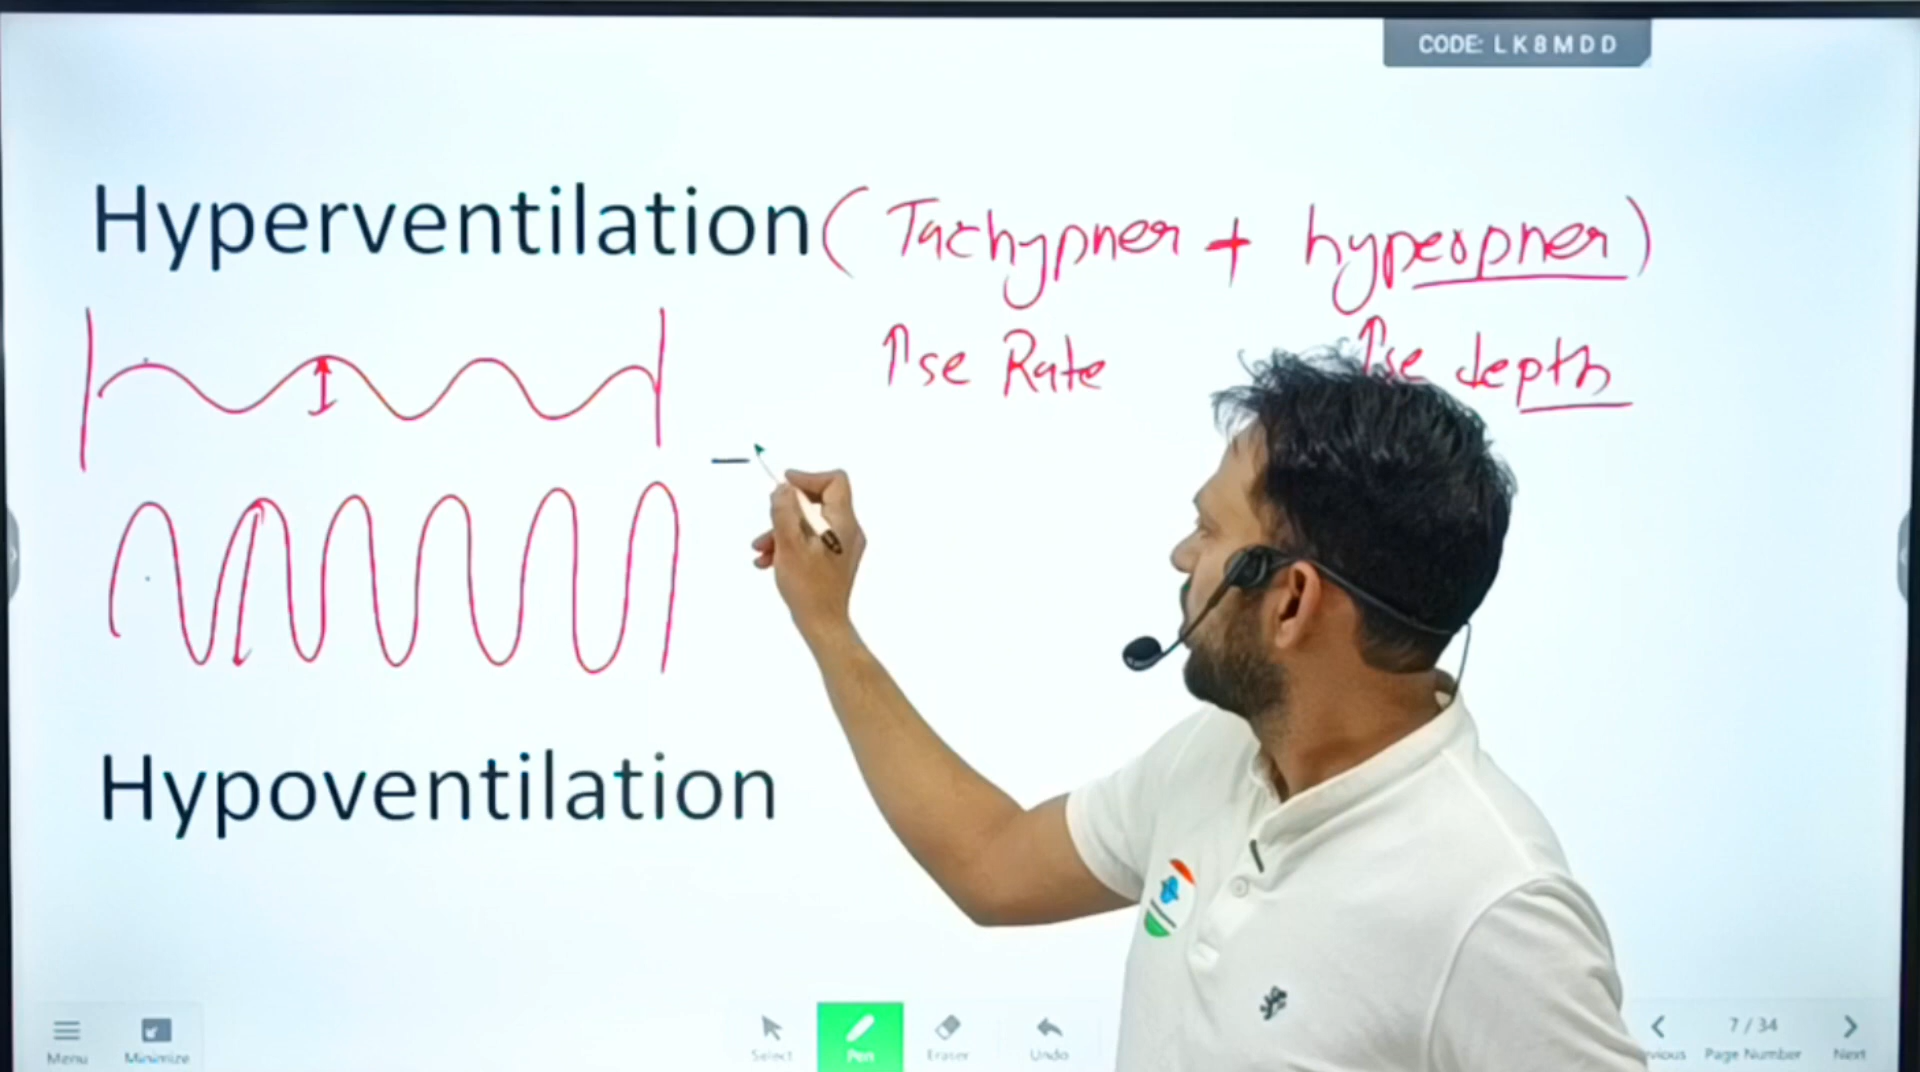 CODE: LK8MDD
Hyperventilation ( Tachypnea + hyperpnea )
↑se Rate ↑se depth
Hypoventilation
Menu Minimize Select Pen Eraser Undo Page Number Next
7 / 34